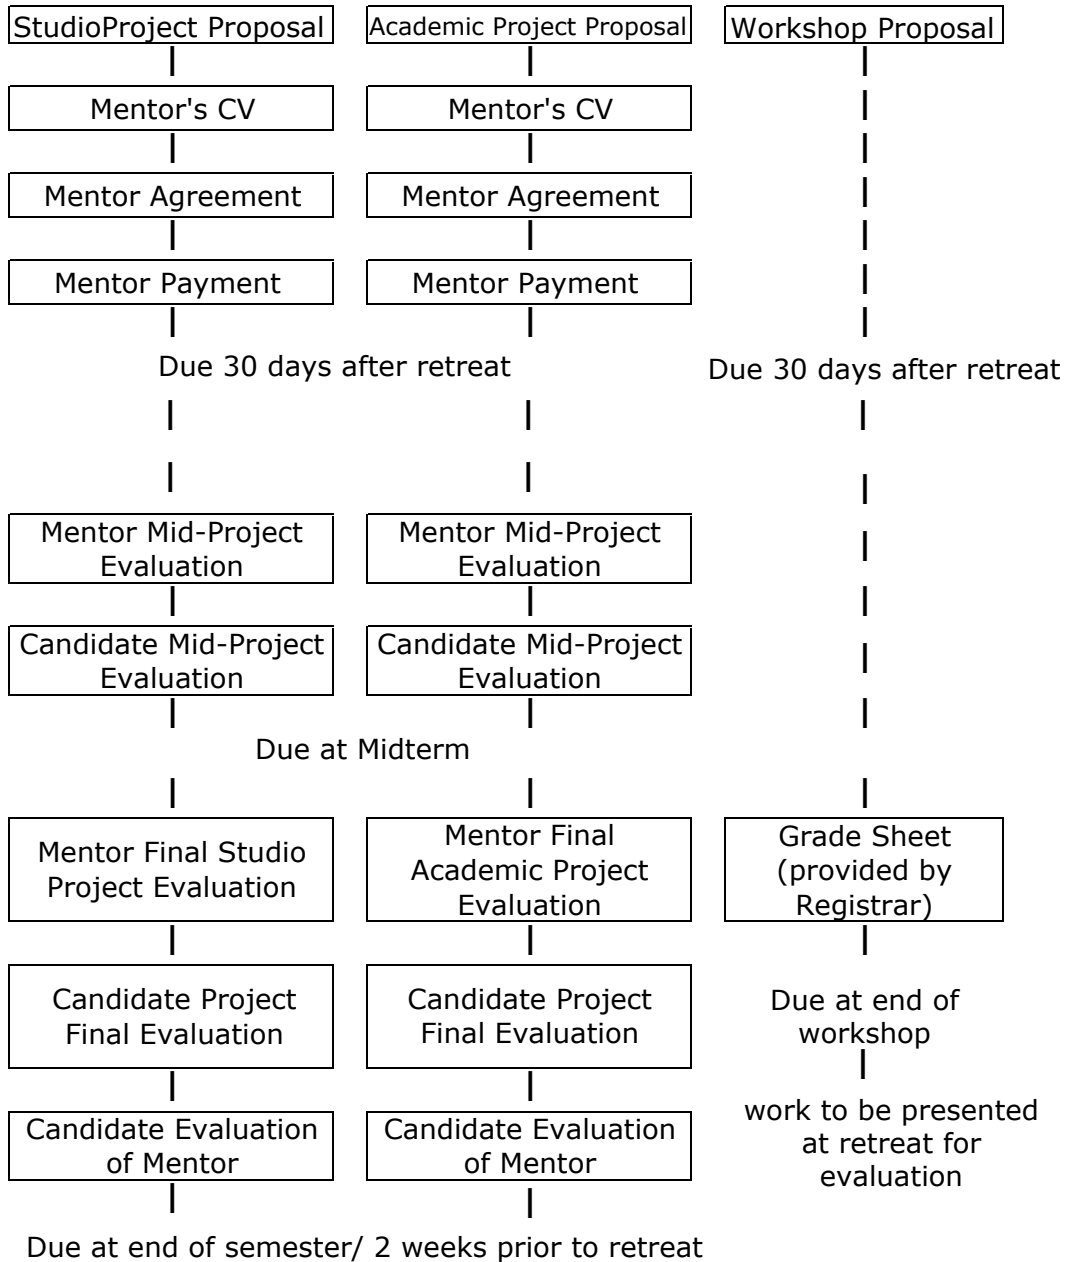 StudioProject Proposal
Academic Project Proposal
Workshop Proposal
Mentor's CV
Mentor's CV
Mentor Agreement
Mentor Agreement
Mentor Payment
Mentor Payment
Due 30 days after retreat
Due 30 days after retreat
Mentor Mid-Project
Evaluation
Mentor Mid-Project
Evaluation
Candidate Mid-Project
Evaluation
Candidate Mid-Project
Evaluation
Due at Midterm
Mentor Final Studio
Project Evaluation
Mentor Final
Academic Project
Evaluation
Grade Sheet
(provided by
Registrar)
Candidate Project
Final Evaluation
Candidate Project
Final Evaluation
Due at end of
workshop
Candidate Evaluation
of Mentor
Candidate Evaluation
of Mentor
work to be presented
at retreat for
evaluation
Due at end of semester/ 2 weeks prior to retreat